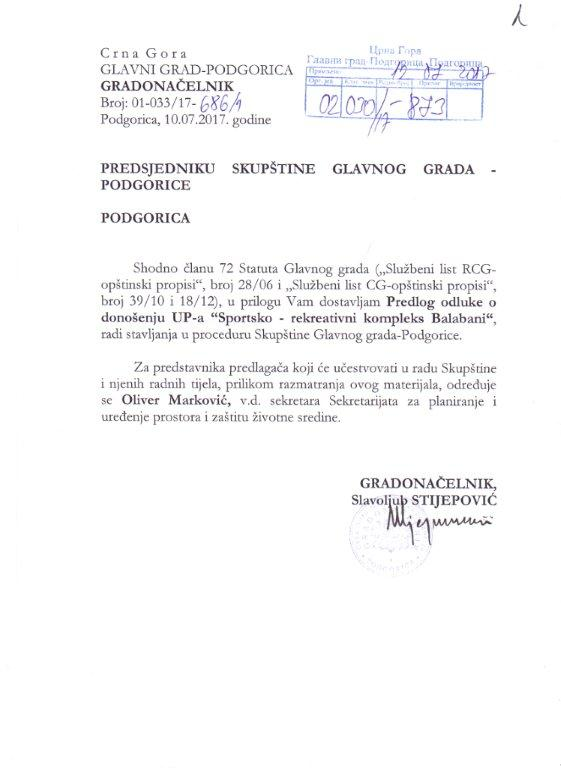 1
Crna Gora
GLAVNI GRAD-PODGORICA
GRADONAČELNIK
Broj: 01-033/17-686/1
Podgorica, 10.07.2017. godine
Црна Гора
Главни град-Подгорица, Подгорица
Примљено: 12 07 2017
Орг. јед. Прилог Вриједност
02 030/17 - 873
PREDSJEDNIKU SKUPŠTINE GLAVNOG GRADA -
PODGORICE
PODGORICA
Shodno članu 72 Statuta Glavnog grada („Službeni list RCG-
opštinski propisi“, broj 28/06 i „Službeni list CG-opštinski propisi“,
broj 39/10 i 18/12), u prilogu Vam dostavljam Predlog odluke o
donošenju UP-a “Sportsko - rekreativni kompleks Balabani“,
radi stavljanja u proceduru Skupštine Glavnog grada-Podgorice.
Za predstavnika predlagača koji će učestvovati u radu Skupštine
i njenih radnih tijela, prilikom razmatranja ovog materijala, određuje
se Oliver Marković, v.d. sekretara Sekretarijata za planiranje i
uređenje prostora i zaštitu životne sredine.
GRADONAČELNIK,
Slavoljub STIJEPOVIĆ